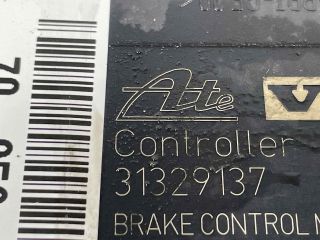 Ate
Controller
31329137
BRAKE CONTROL